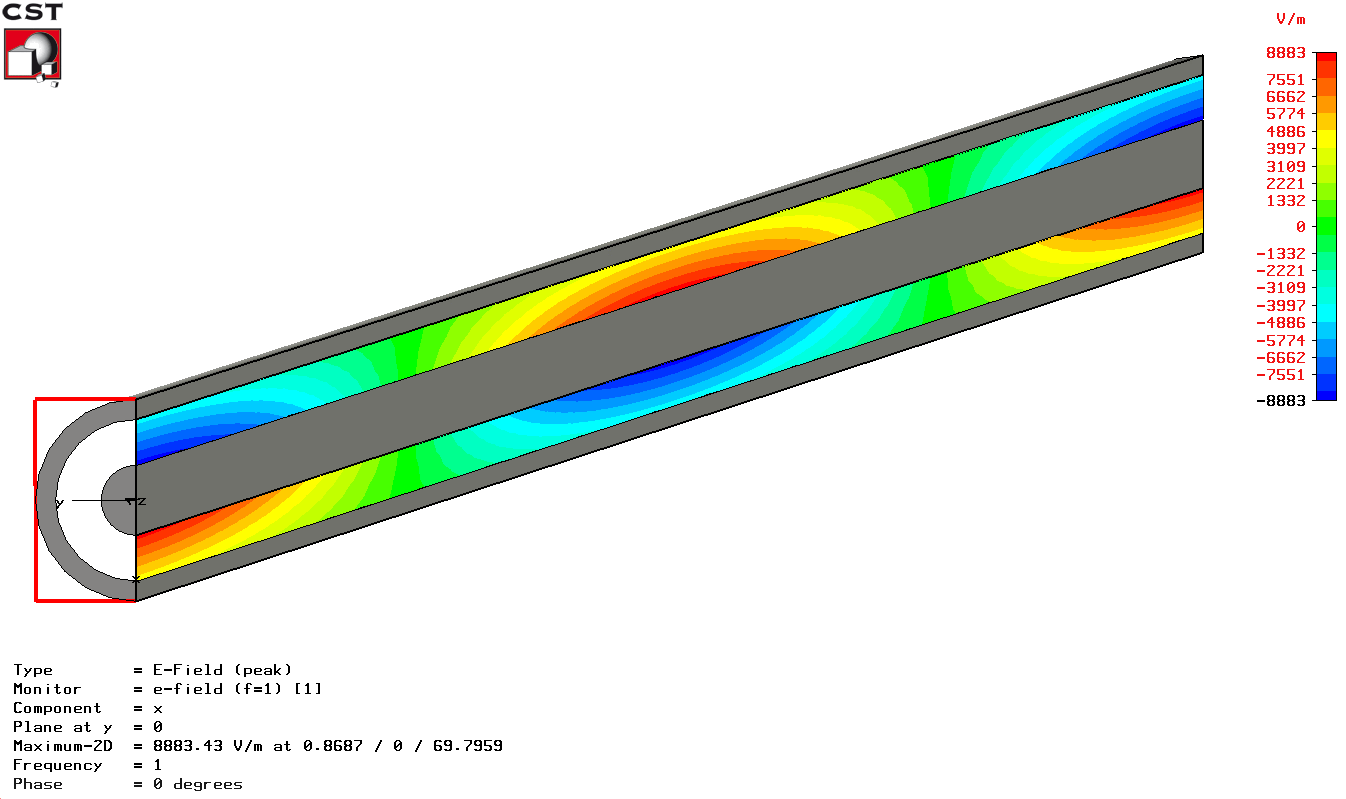 CST
V/m
8883
7551
6662
5774
4886
3997
3109
2221
1332
0
-1332
-2221
-3109
-3997
-4886
-5774
-6662
-7551
-8883
y
z
x
Type = E-Field (peak)
Monitor = e-field (f=1) [1]
Component = x
Plane at y = 0
Maximum-2D = 8883.43 V/m at 0.8687 / 0 / 69.7959
Frequency = 1
Phase = 0 degrees